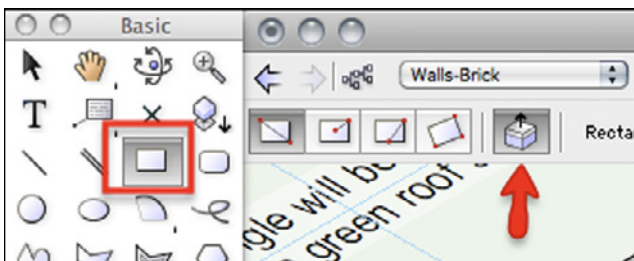 Basic
Walls-Brick
T
Recta
gle will be
green roof